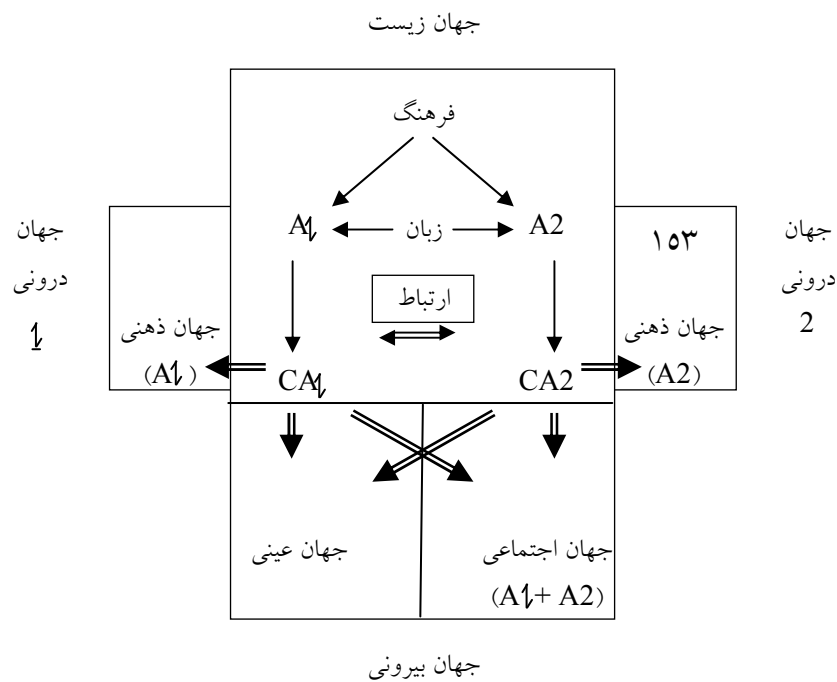 جهان زیست
فرهنگ
A1
زبان
A2
۱۵۳
جهان
درونی
1
جهان
درونی
2
ارتباط
جهان ذهنی
(A1)
جهان ذهنی
(A2)
CA1
CA2
جهان عینی
جهان اجتماعی
(A1+ A2)
جهان بیرونی